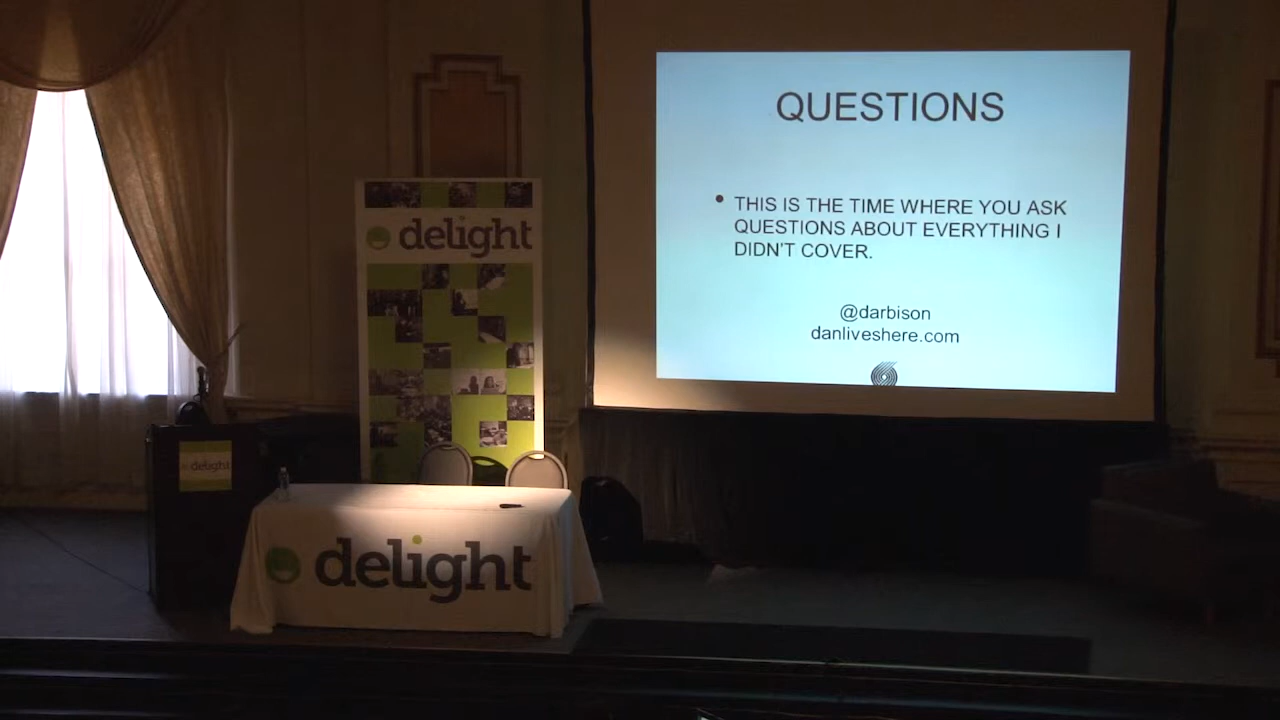 QUESTIONS
• THIS IS THE TIME WHERE YOU ASK
QUESTIONS ABOUT EVERYTHING I
DIDN'T COVER.
@darbison
danliveshere.com
delight
delight
delight